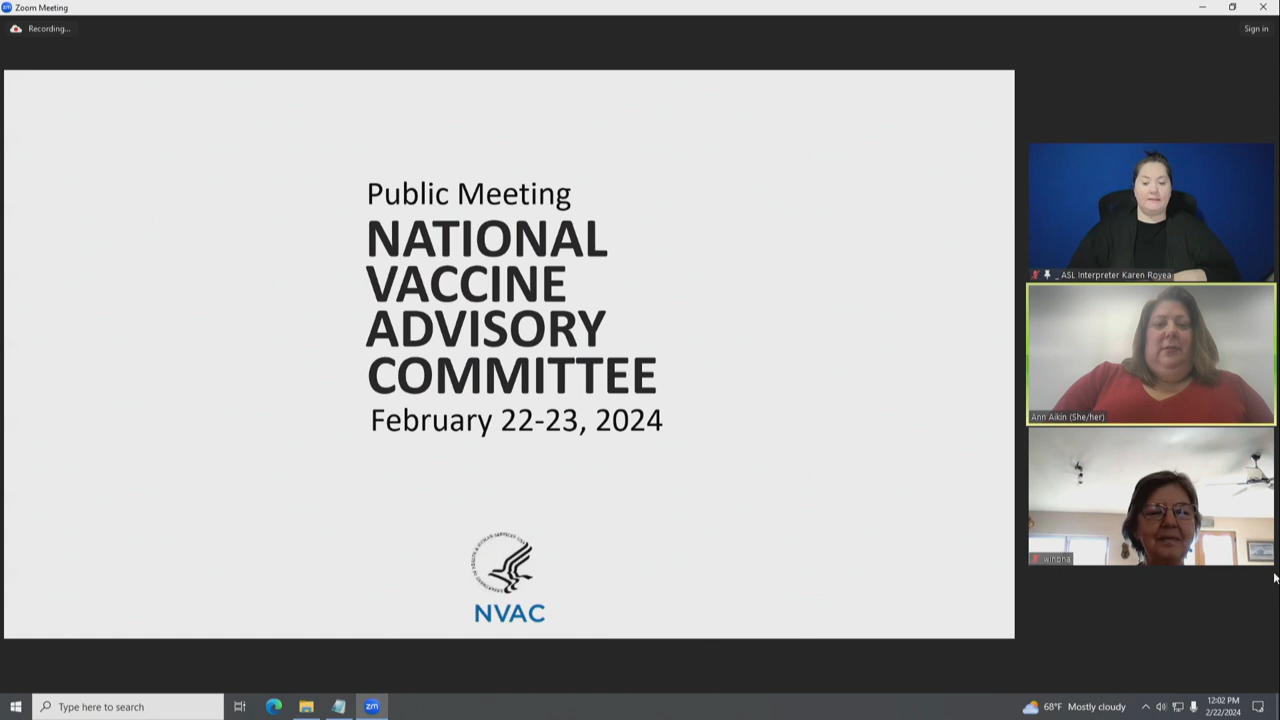 Zoom Meeting
Recording...
Sign in
Public Meeting
NATIONAL
VACCINE
ADVISORY
COMMITTEE
February 22-23, 2024
NVAC
_ ASL Interpreter Karen Royea
Ann Aikin (She/her)
winona
Type here to search
zm
68°F Mostly cloudy
12:02 PM
2/22/2024